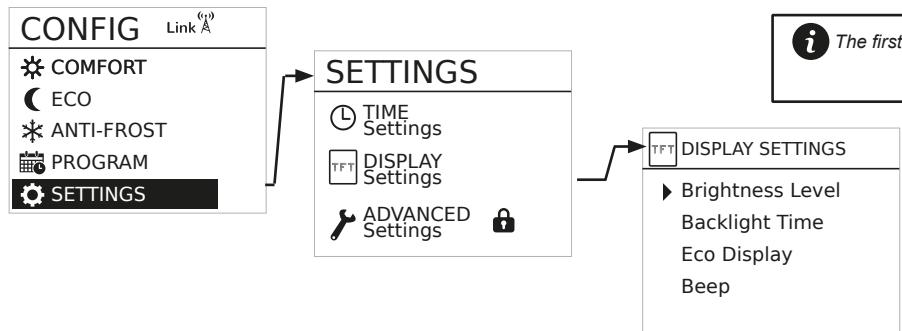 CONFIG Link
COMFORT
ECO
ANTI-FROST
PROGRAM
SETTINGS
SETTINGS
TIME
Settings
TFT DISPLAY
Settings
ADVANCED
Settings
i The first
TFT DISPLAY SETTINGS
Brightness Level
Backlight Time
Eco Display
Beep